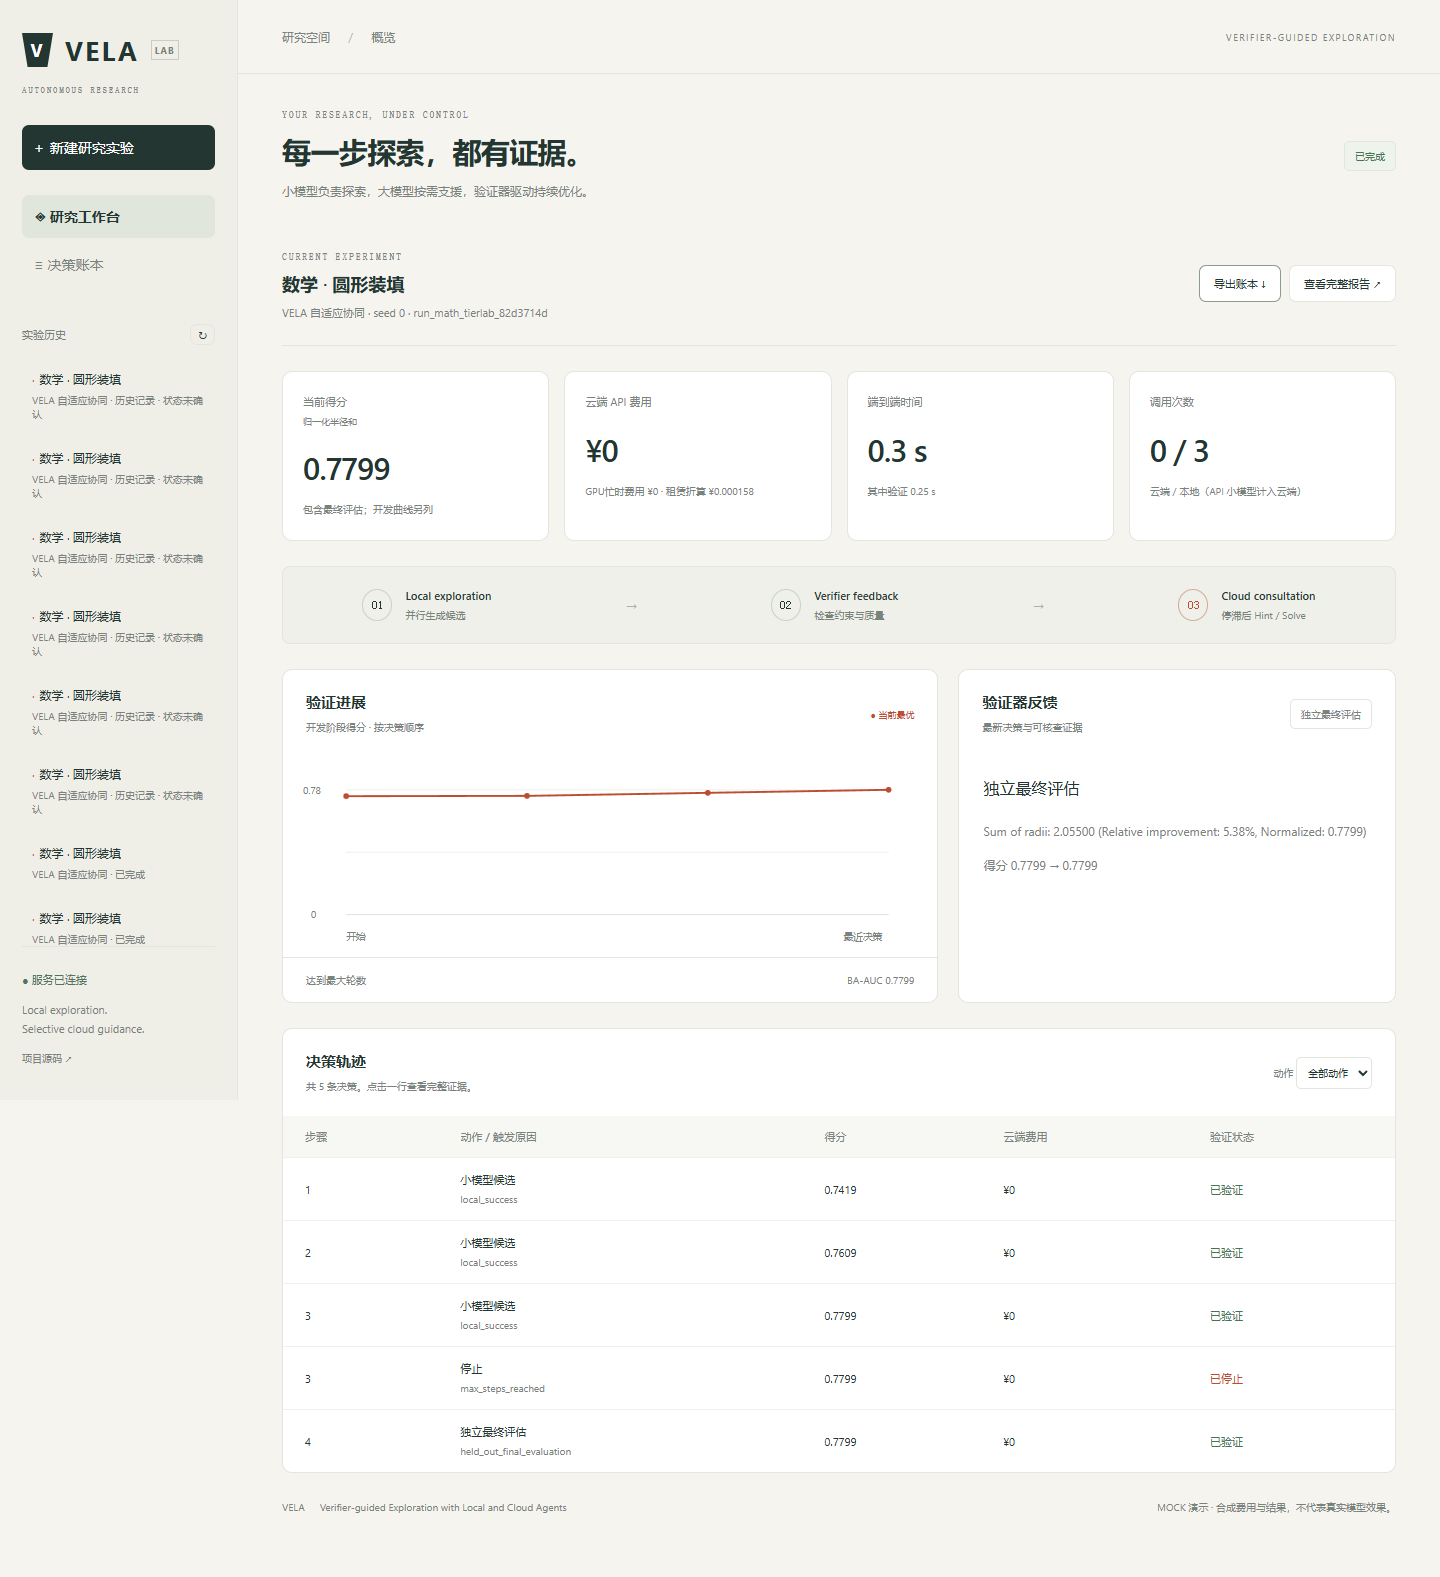 V VELA LAB
AUTONOMOUS RESEARCH
+ 新建研究实验
◈ 研究工作台
☰ 决策账本
实验历史 ↻
· 数学 · 圆形装填
VELA 自适应协同 · 历史记录 · 状态未确
认
· 数学 · 圆形装填
VELA 自适应协同 · 历史记录 · 状态未确
认
· 数学 · 圆形装填
VELA 自适应协同 · 历史记录 · 状态未确
认
· 数学 · 圆形装填
VELA 自适应协同 · 历史记录 · 状态未确
认
· 数学 · 圆形装填
VELA 自适应协同 · 历史记录 · 状态未确
认
· 数学 · 圆形装填
VELA 自适应协同 · 历史记录 · 状态未确
认
· 数学 · 圆形装填
VELA 自适应协同 · 已完成
· 数学 · 圆形装填
VELA 自适应协同 · 已完成
● 服务已连接
Local exploration.
Selective cloud guidance.
项目源码 ↗
研究空间 / 概览
VERIFIER-GUIDED EXPLORATION
YOUR RESEARCH, UNDER CONTROL
每一步探索，都有证据。
小模型负责探索，大模型按需支援，验证器驱动持续优化。
已完成
CURRENT EXPERIMENT
数学 · 圆形装填
VELA 自适应协同 · seed 0 · run_math_tierlab_82d3714d
导出账本 ↓
查看完整报告 ↗
当前得分
归一化半径和
0.7799
包含最终评估；开发曲线另列
云端 API 费用
¥0
GPU忙时费用 ¥0 · 租赁折算 ¥0.000158
端到端时间
0.3 s
其中验证 0.25 s
调用次数
0 / 3
云端 / 本地（API 小模型计入云端）
01 Local exploration
并行生成候选
→
02 Verifier feedback
检查约束与质量
→
03 Cloud consultation
停滞后 Hint / Solve
验证进展
开发阶段得分 · 按决策顺序
● 当前最优
0.78
0
开始 最近决策
达到最大轮数 BA-AUC 0.7799
验证器反馈
最新决策与可核查证据
独立最终评估
独立最终评估
Sum of radii: 2.05500 (Relative improvement: 5.38%, Normalized: 0.7799)
得分 0.7799 → 0.7799
决策轨迹
共 5 条决策。点击一行查看完整证据。
动作 全部动作
步骤 动作 / 触发原因 得分 云端费用 验证状态
1 小模型候选 0.7419 ¥0 已验证
local_success
2 小模型候选 0.7609 ¥0 已验证
local_success
3 小模型候选 0.7799 ¥0 已验证
local_success
3 停止 0.7799 ¥0 已停止
max_steps_reached
4 独立最终评估 0.7799 ¥0 已验证
held_out_final_evaluation
VELA Verifier-guided Exploration with Local and Cloud Agents
MOCK 演示 · 合成费用与结果，不代表真实模型效果。